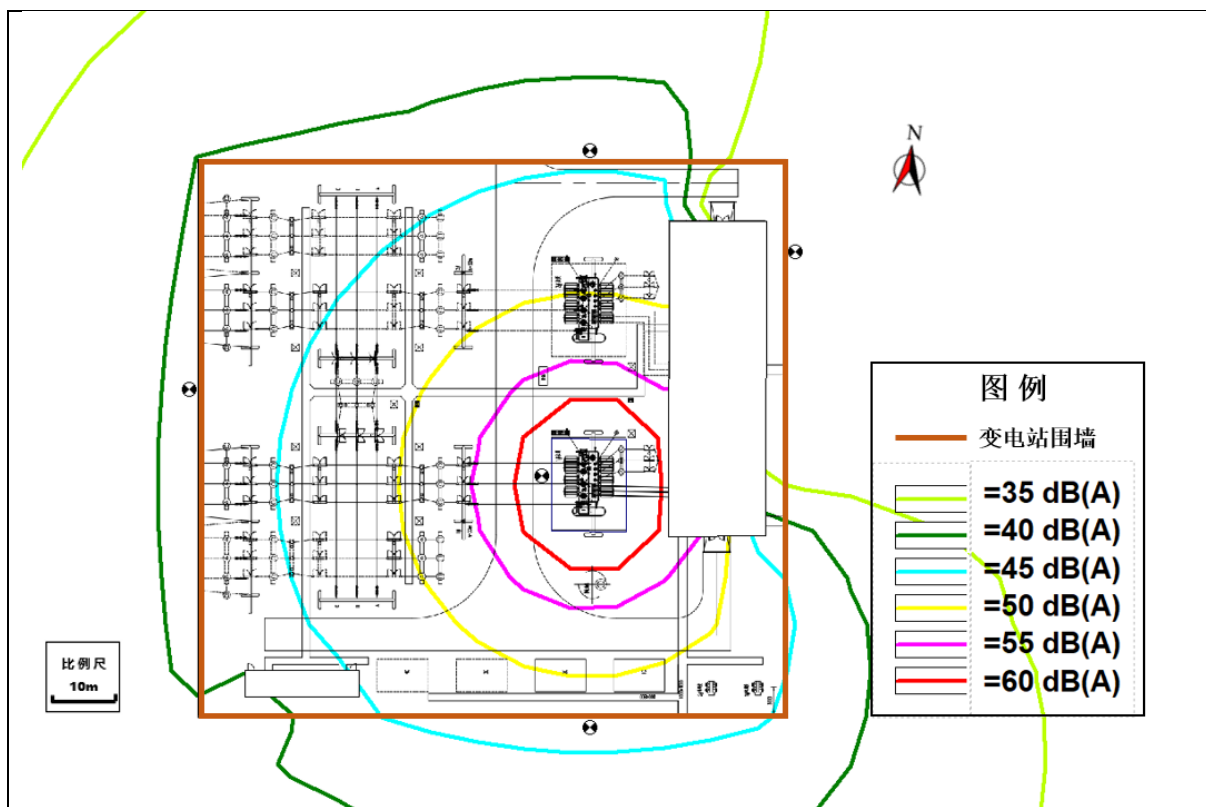 N
图 例
变电站围墙
=35 dB(A)
=40 dB(A)
=45 dB(A)
=50 dB(A)
=55 dB(A)
=60 dB(A)
比 例 尺
10m